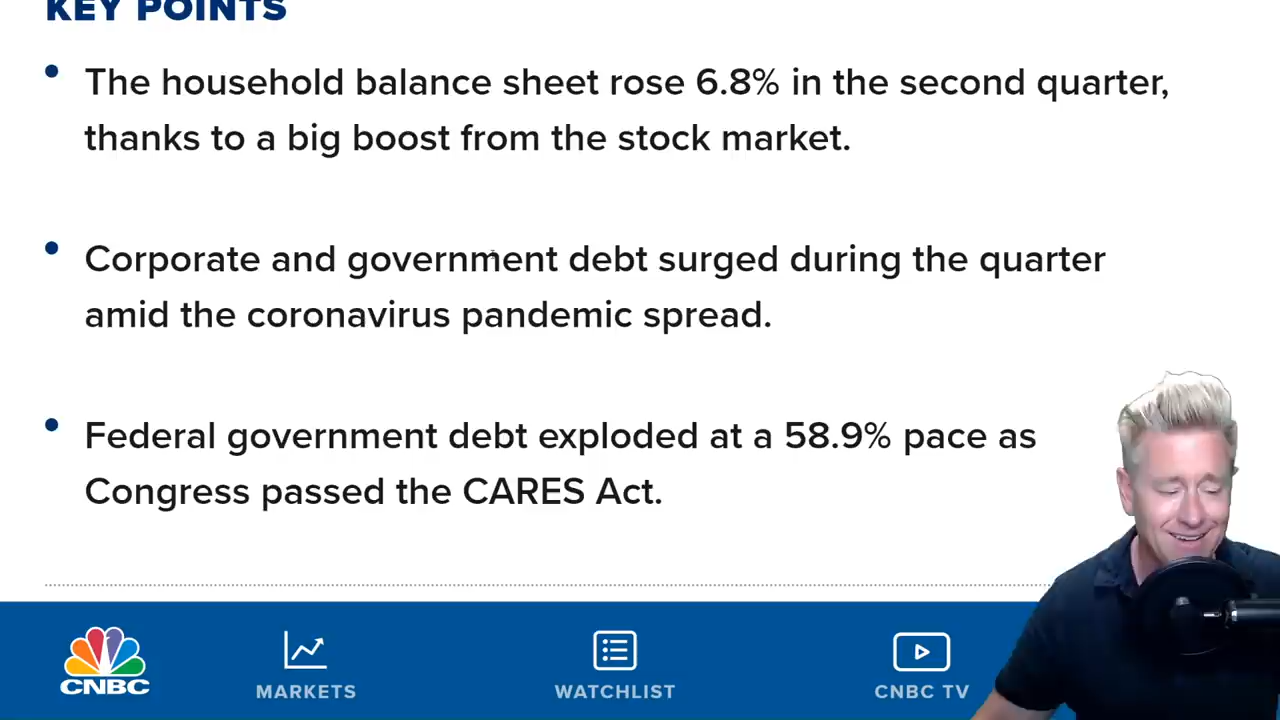 KEY POINTS
The household balance sheet rose 6.8% in the second quarter,
thanks to a big boost from the stock market.
Corporate and government debt surged during the quarter
amid the coronavirus pandemic spread.
Federal government debt exploded at a 58.9% pace as
Congress passed the CARES Act.
CNBC
MARKETS
WATCHLIST
CNBC TV